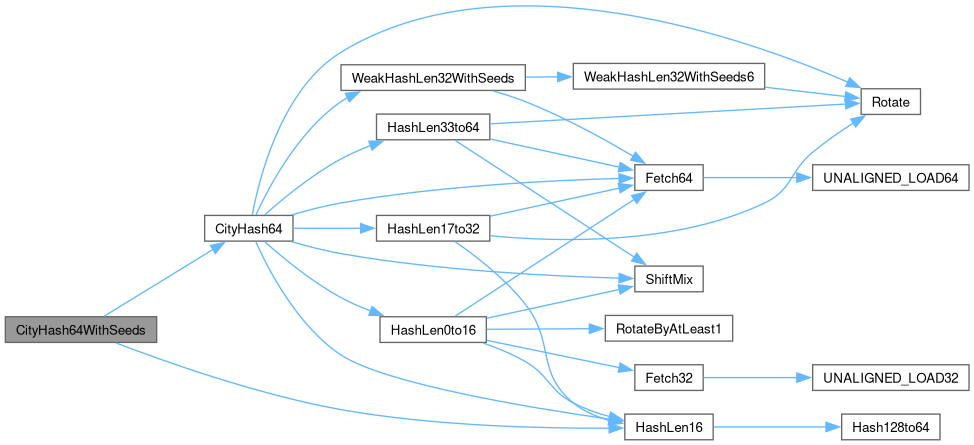 WeakHashLen32WithSeeds
WeakHashLen32WithSeeds6
Rotate
HashLen33to64
Fetch64
UNALIGNED_LOAD64
CityHash64
HashLen17to32
ShiftMix
CityHash64WithSeeds
HashLen0to16
RotateByAtLeast1
Fetch32
UNALIGNED_LOAD32
HashLen16
Hash128to64